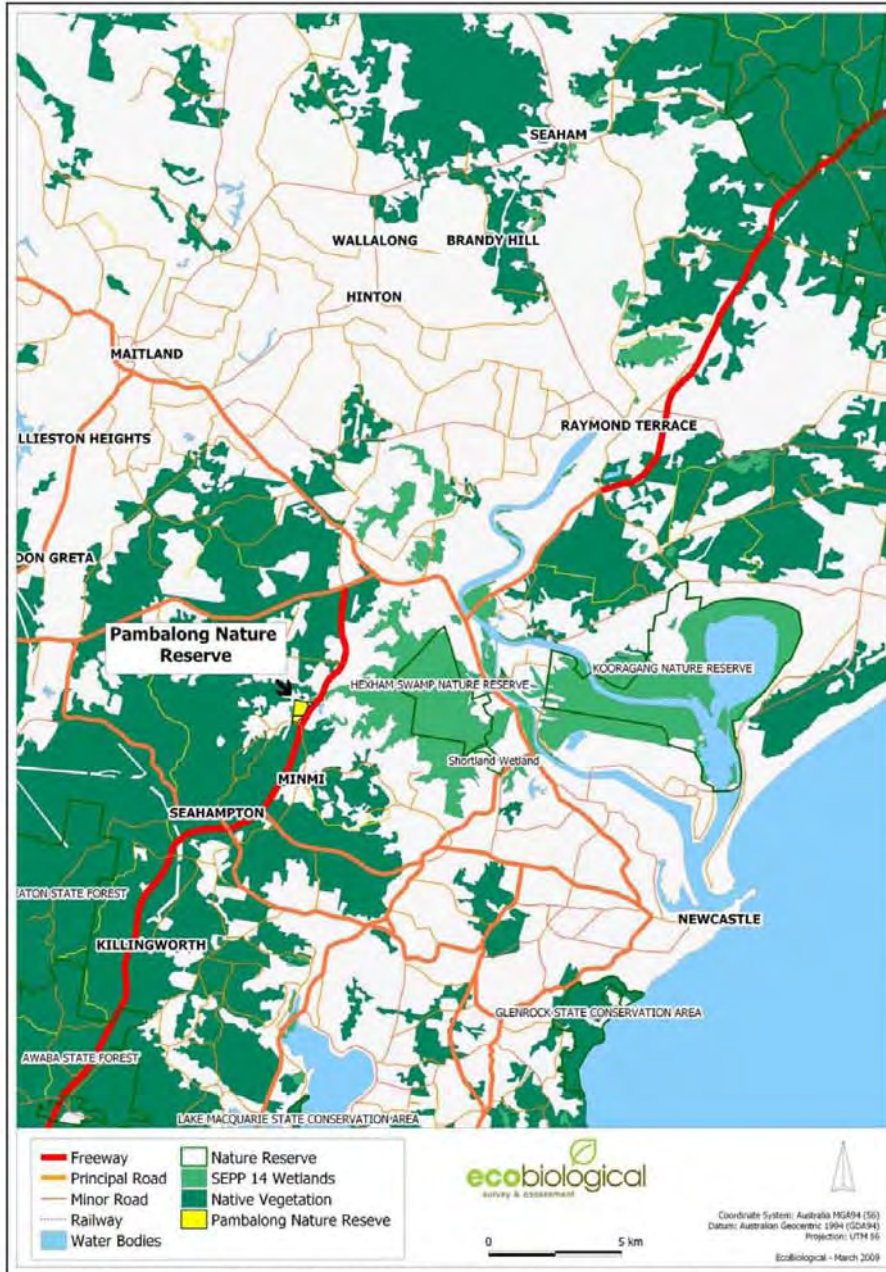 SEAHAM
WALLALONG
BRANDY HILL
HINTON
MAITLAND
LLIESTON HEIGHTS
RAYMOND TERRACE
DON GRETA
Pambalong Nature
Reserve
KOORAGANG NATURE RESERVE
HEXHAM SWAMP NATURE RESERVE
Shortland Wetland
MINMI
SEAHAMPTON
EATON STATE FOREST
NEWCASTLE
KILLINGWORTH
GLENROCK STATE CONSERVATION AREA
AWABA STATE FOREST
LAKE MACQUARIE STATE CONSERVATION AREA
Freeway
Principal Road
Minor Road
Railway
Water Bodies
Nature Reserve
SEPP 14 Wetlands
Native Vegetation
Pambalong Nature Reseve
ecobiological
survey & assessment
0 5 km
Coordinate System: Australia MGA94 (56)
Datum: Australian Geocentric 1994 (GDA94)
Projection: UTM 56
EcoBiological - March 2009